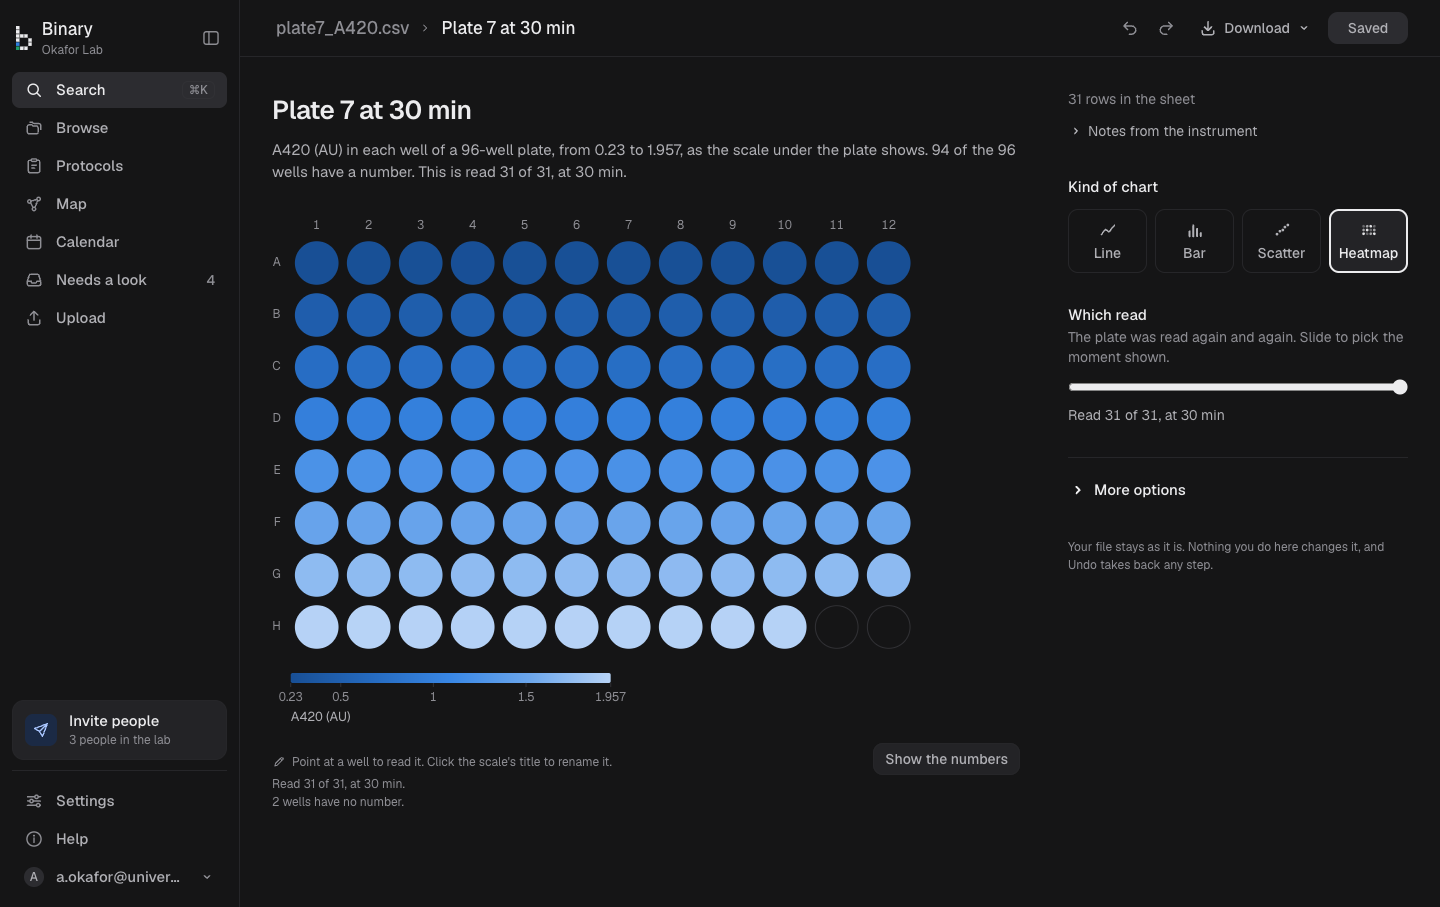 Binary
Okafor Lab
Search ⌘K
Browse
Protocols
Map
Calendar
Needs a look 4
Upload
Invite people
3 people in the lab
Settings
Help
A a.okafor@univer...
plate7_A420.csv › Plate 7 at 30 min
Download
Saved
Plate 7 at 30 min
A420 (AU) in each well of a 96-well plate, from 0.23 to 1.957, as the scale under the plate shows. 94 of the 96
wells have a number. This is read 31 of 31, at 30 min.
1 2 3 4 5 6 7 8 9 10 11 12
A
B
C
D
E
F
G
H
0.23 0.5 1 1.5 1.957
A420 (AU)
Point at a well to read it. Click the scale's title to rename it.
Show the numbers
Read 31 of 31, at 30 min.
2 wells have no number.
31 rows in the sheet
Notes from the instrument
Kind of chart
Line Bar Scatter Heatmap
Which read
The plate was read again and again. Slide to pick the
moment shown.
Read 31 of 31, at 30 min
More options
Your file stays as it is. Nothing you do here changes it, and
Undo takes back any step.